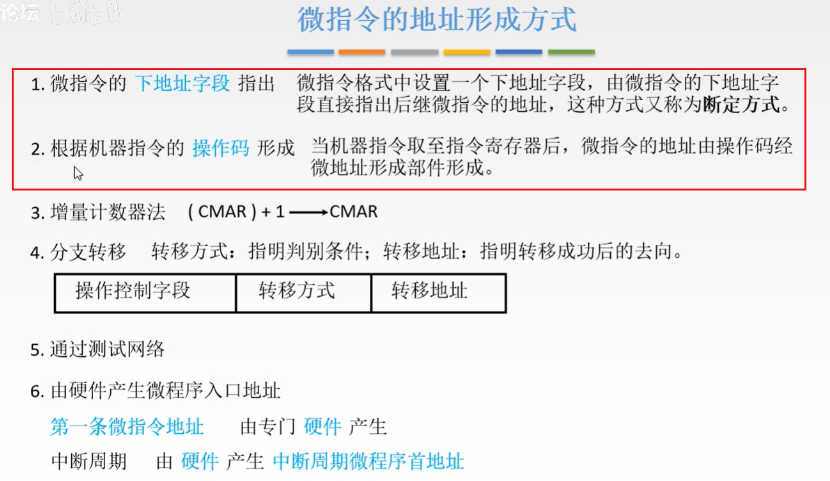 论坛
微指令的地址形成方式
1. 微指令的 下地址字段 指出 微指令格式中设置一个下地址字段，由微指令的下地址字
段直接指出后继微指令的地址，这种方式又称为断定方式。
2. 根据机器指令的 操作码 形成 当机器指令取至指令寄存器后，微指令的地址由操作码经
微地址形成部件形成。
3. 增量计数器法 ( CMAR ) + 1 → CMAR
4. 分支转移 转移方式：指明判别条件；转移地址：指明转移成功后的去向。
操作控制字段 转移方式 转移地址
5. 通过测试网络
6. 由硬件产生微程序入口地址
第一条微指令地址 由专门 硬件 产生
中断周期 由 硬件 产生 中断周期微程序首地址